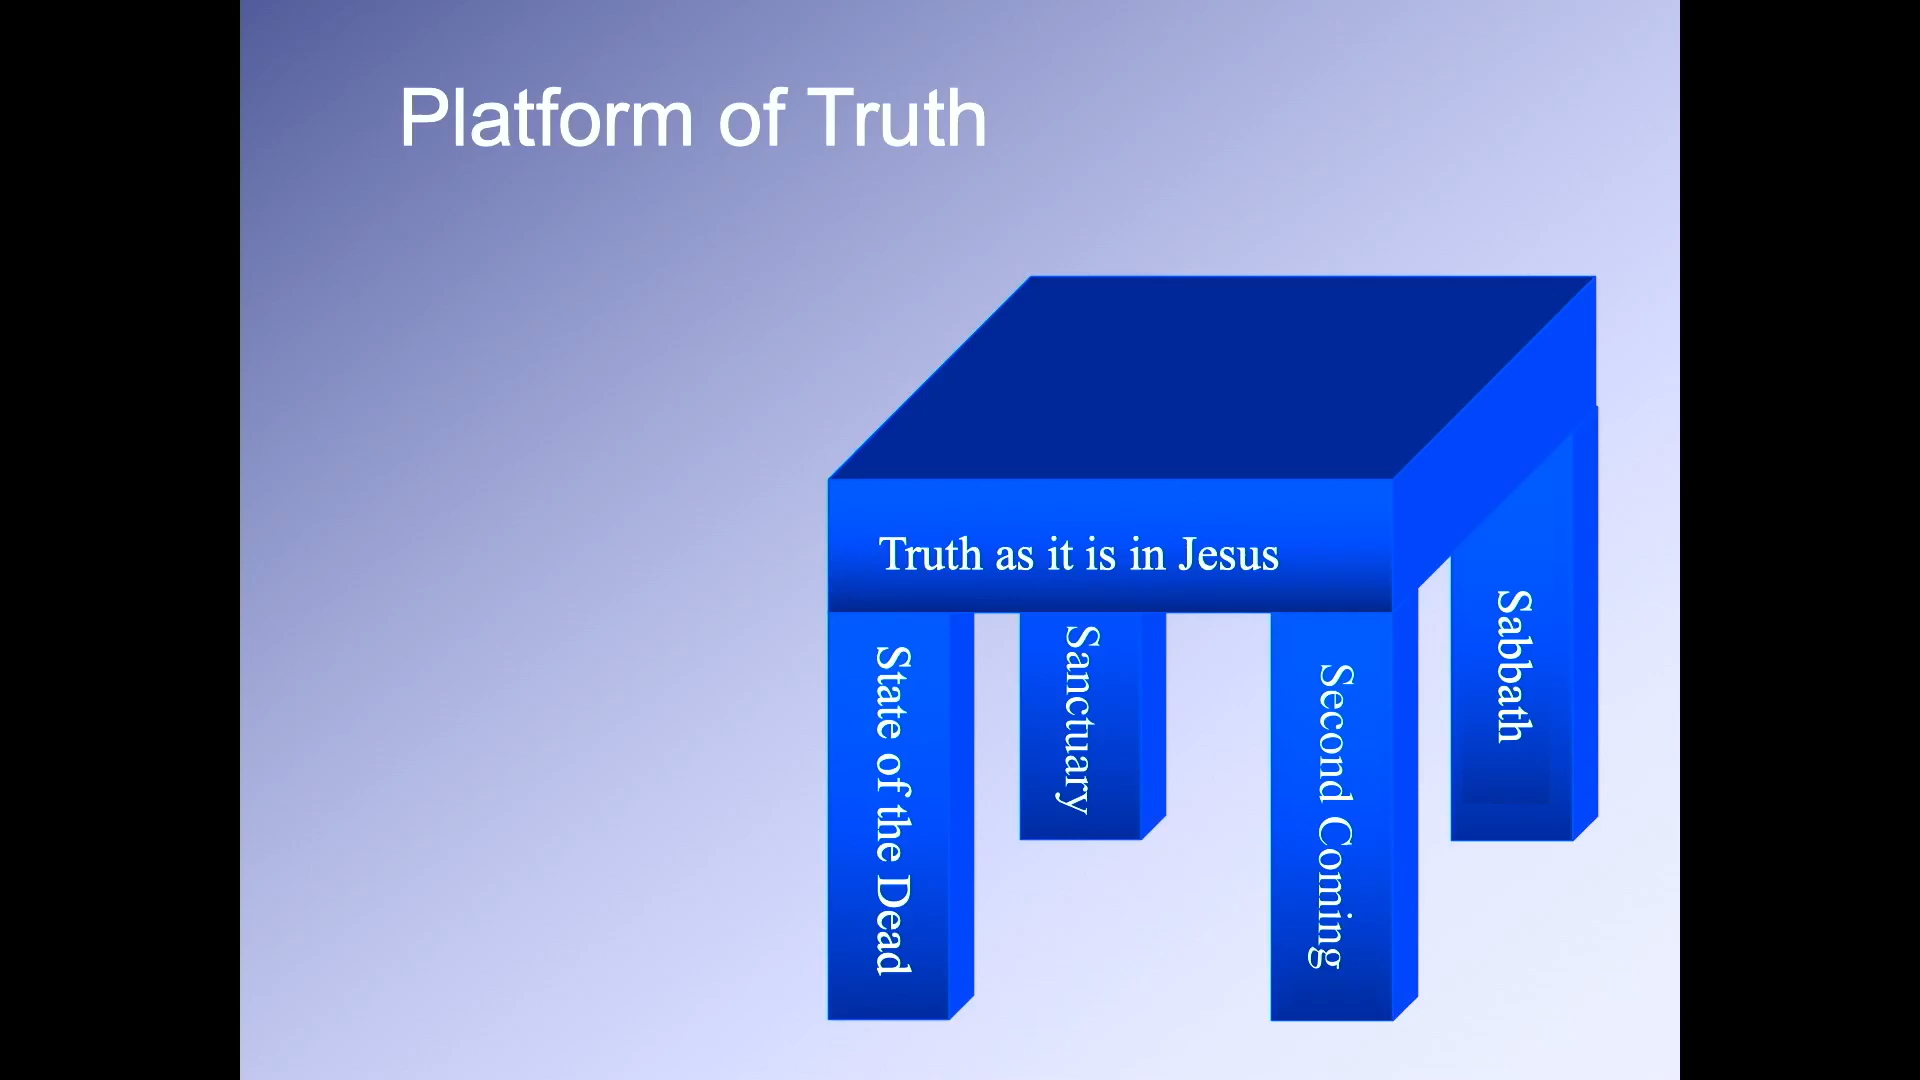 Platform of Truth
Truth as it is in Jesus
State of the Dead
Sanctuary
Second Coming
Sabbath